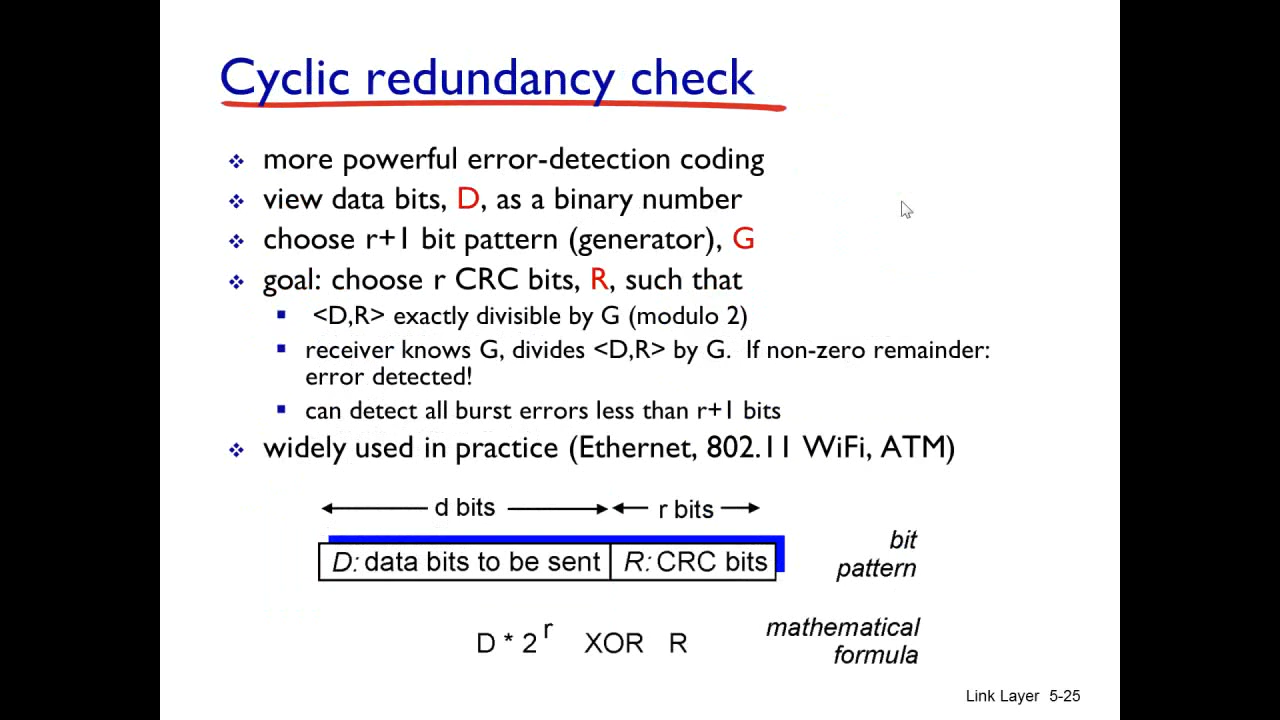 Cyclic redundancy check
more powerful error-detection coding
view data bits, D, as a binary number
choose r+1 bit pattern (generator), G
goal: choose r CRC bits, R, such that
<D,R> exactly divisible by G (modulo 2)
receiver knows G, divides <D,R> by G. If non-zero remainder:
error detected!
can detect all burst errors less than r+1 bits
widely used in practice (Ethernet, 802.11 WiFi, ATM)
d bits r bits
D: data bits to be sent R: CRC bits
bit
pattern
D * 2^r XOR R
mathematical
formula
Link Layer 5-25